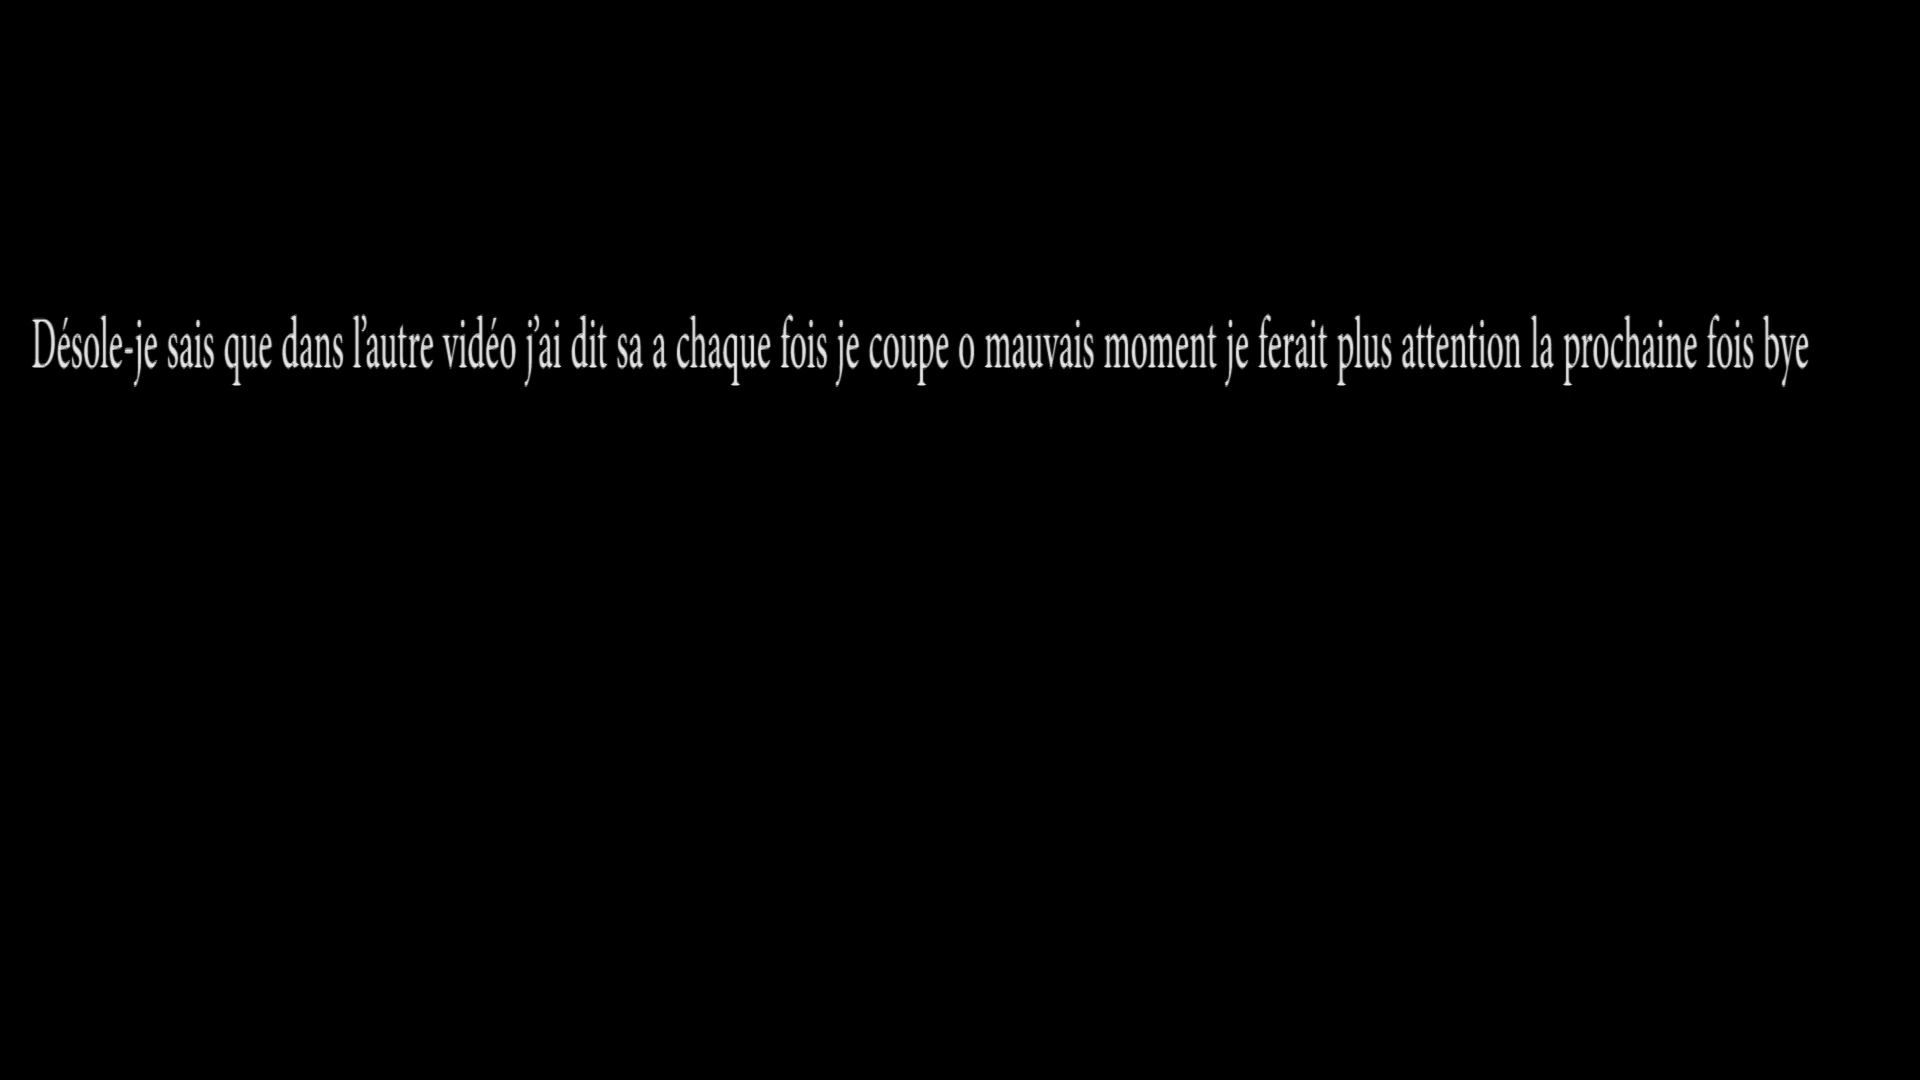 Désole-je sais que dans l'autre vidéo j'ai dit sa a chaque fois je coupe o mauvais moment je ferait plus attention la prochaine fois bye